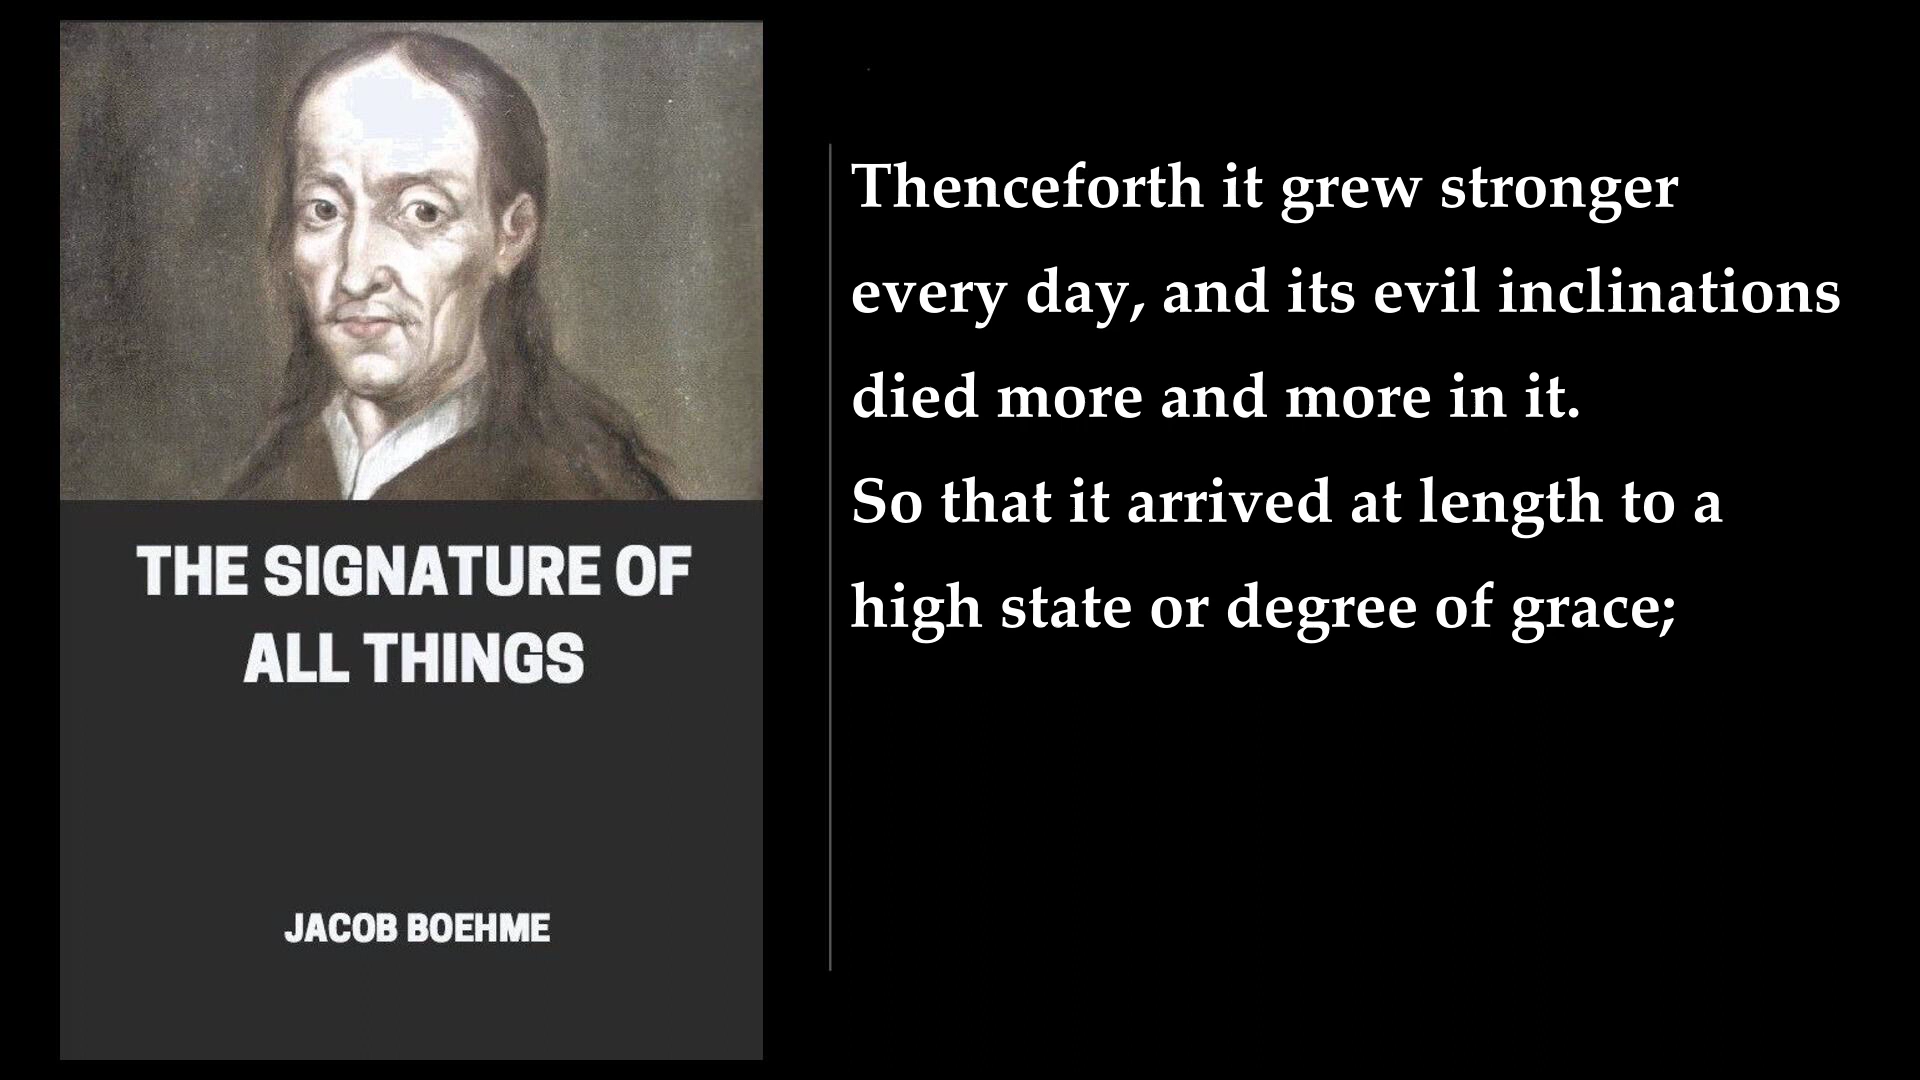 THE SIGNATURE OF
ALL THINGS
JACOB BOEHME
Thenceforth it grew stronger
every day, and its evil inclinations
died more and more in it.
So that it arrived at length to a
high state or degree of grace;